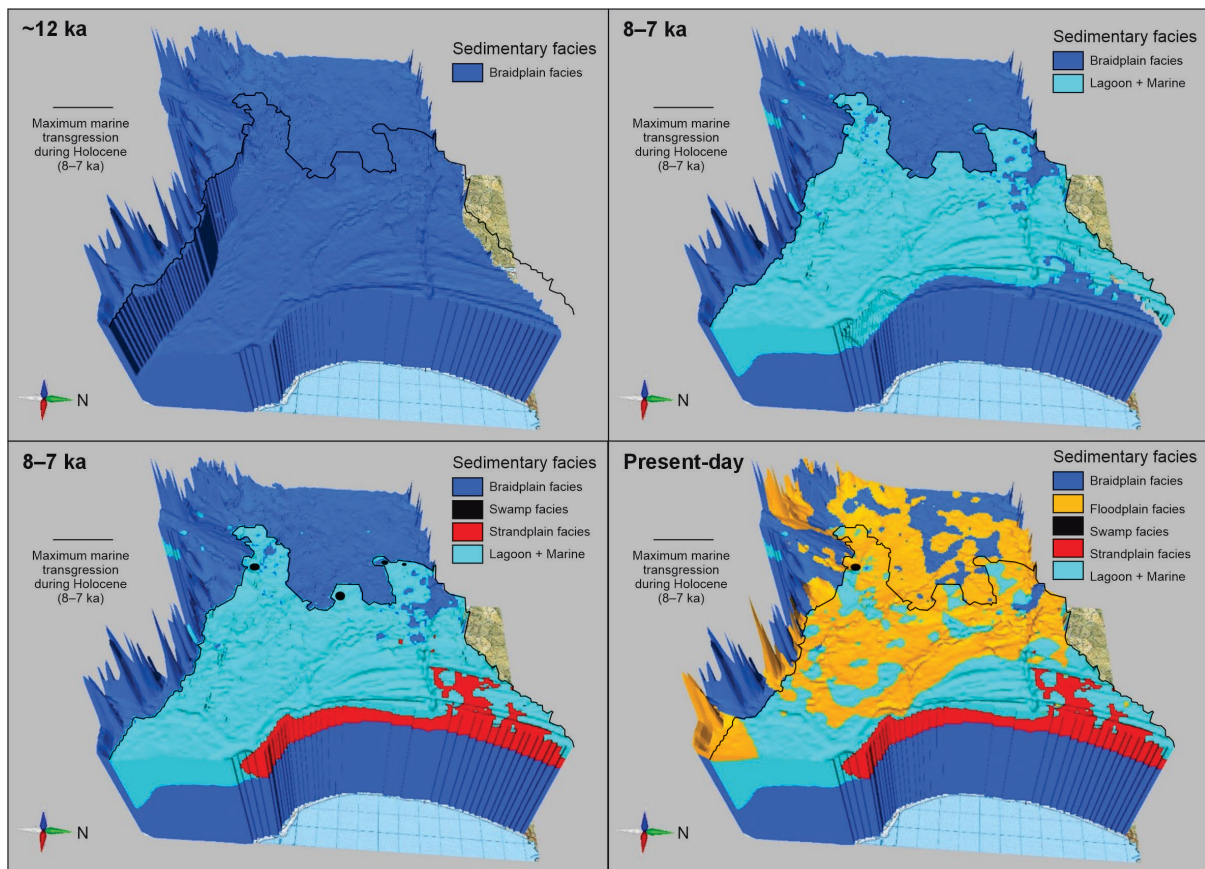 ~12 ka
Sedimentary facies
Braidplain facies
Maximum marine
transgression
during Holocene
(8–7 ka)
N
8–7 ka
Sedimentary facies
Braidplain facies
Lagoon + Marine
Maximum marine
transgression
during Holocene
(8–7 ka)
N
8–7 ka
Sedimentary facies
Braidplain facies
Swamp facies
Strandplain facies
Lagoon + Marine
Maximum marine
transgression
during Holocene
(8–7 ka)
N
Present-day
Sedimentary facies
Braidplain facies
Floodplain facies
Swamp facies
Strandplain facies
Lagoon + Marine
Maximum marine
transgression
during Holocene
(8–7 ka)
N